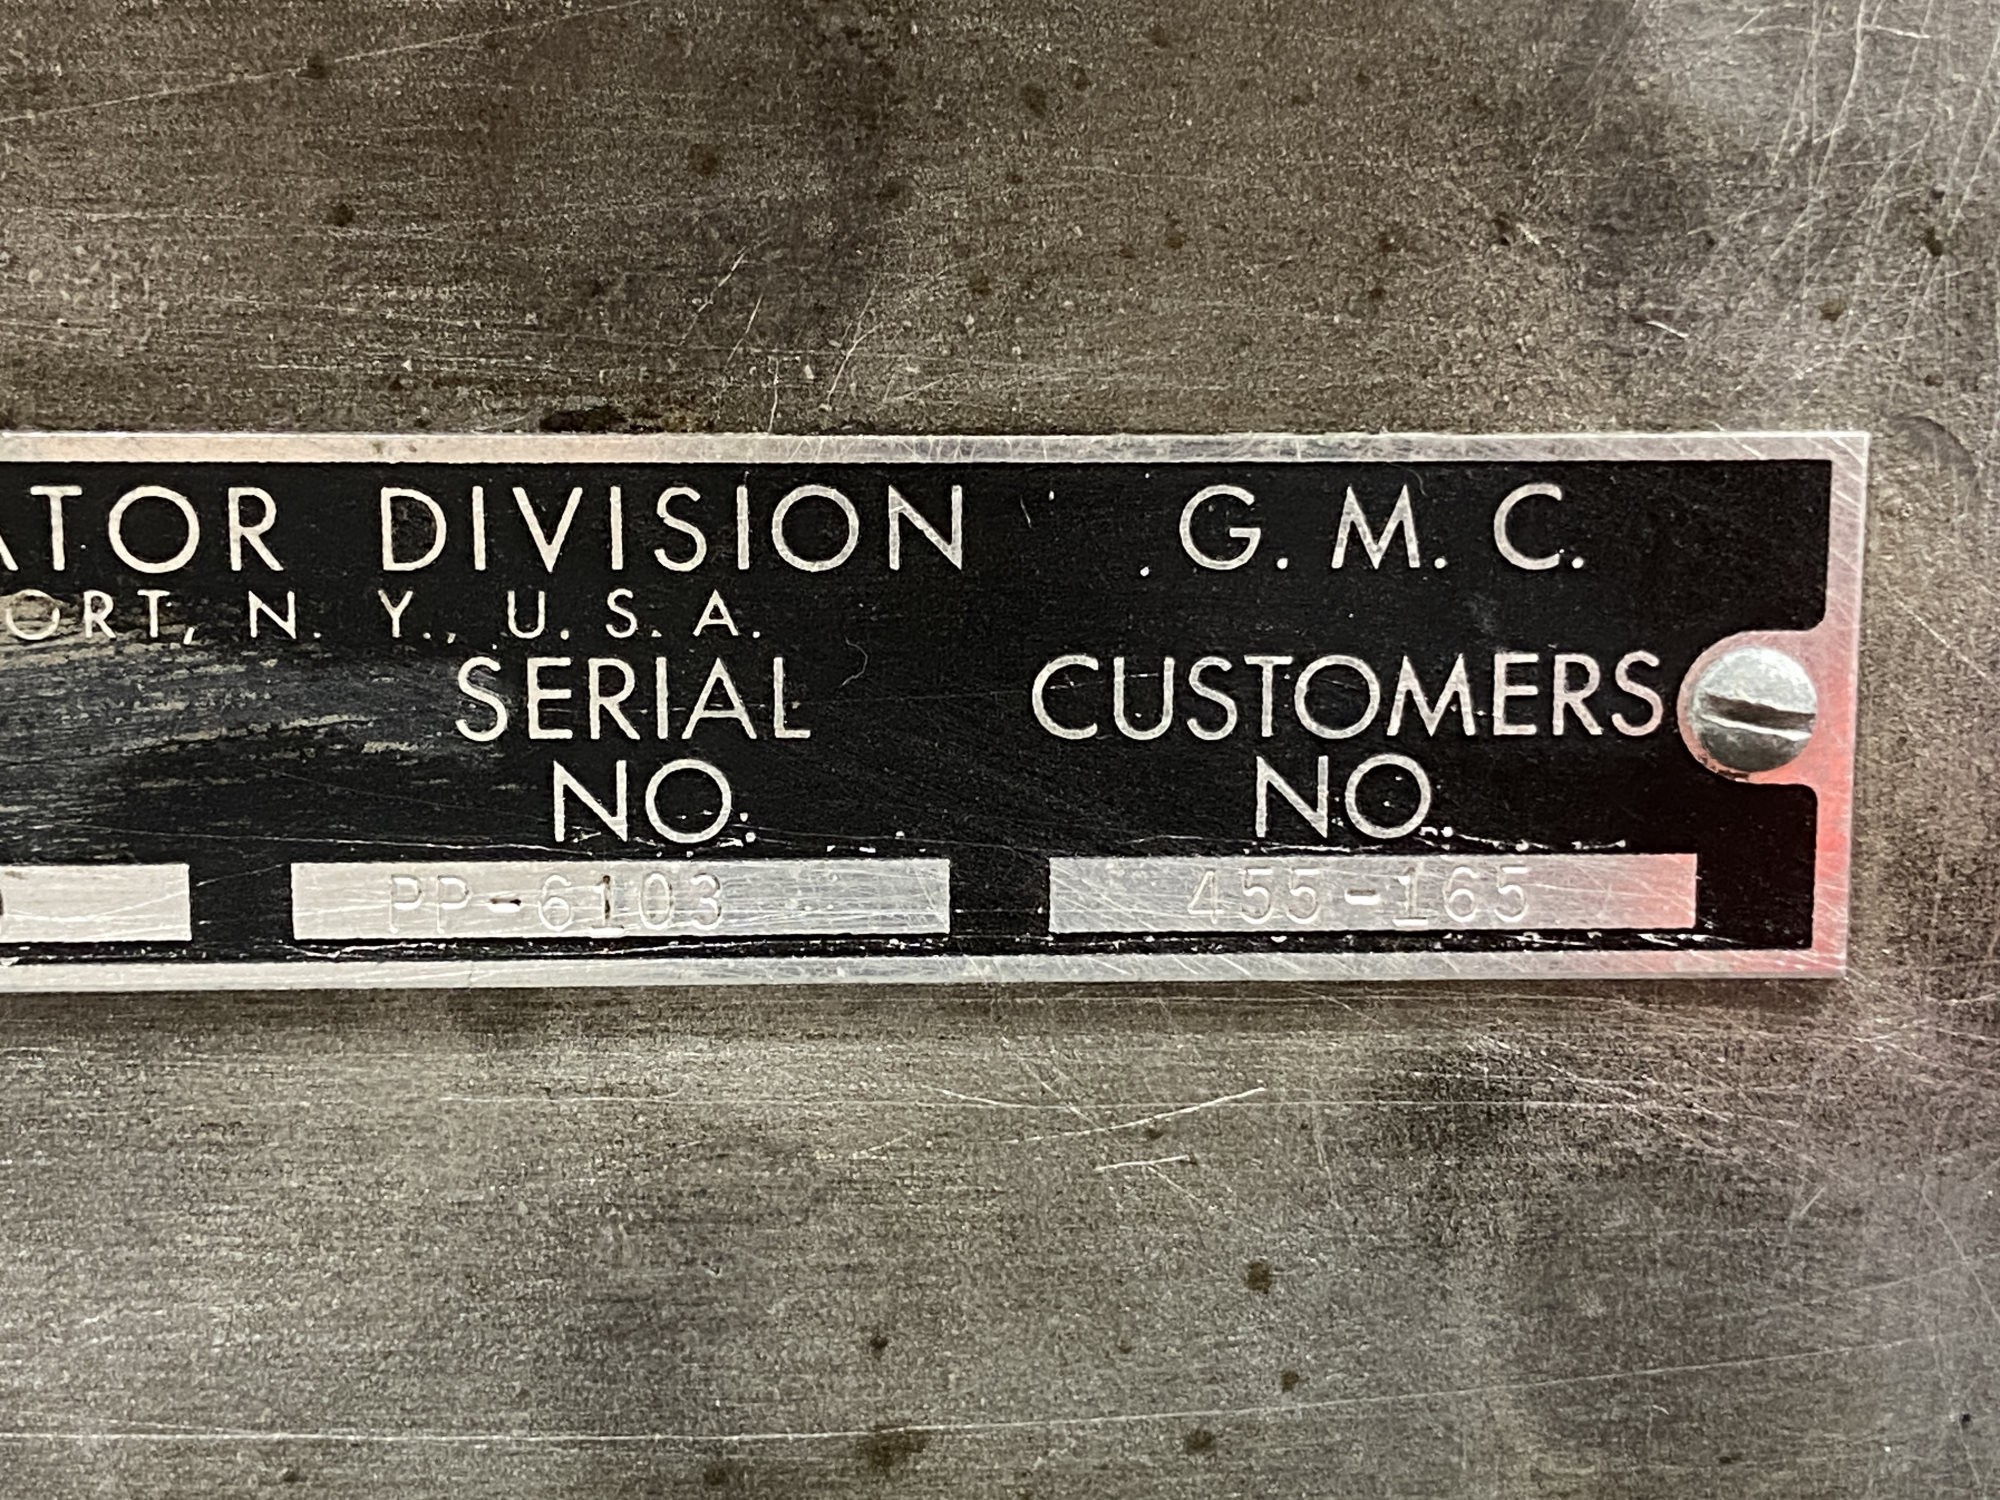 ATOR DIVISION G. M. C.
ORT, N. Y., U. S. A.
SERIAL CUSTOMERS
NO. NO.
PP-6103 455-165